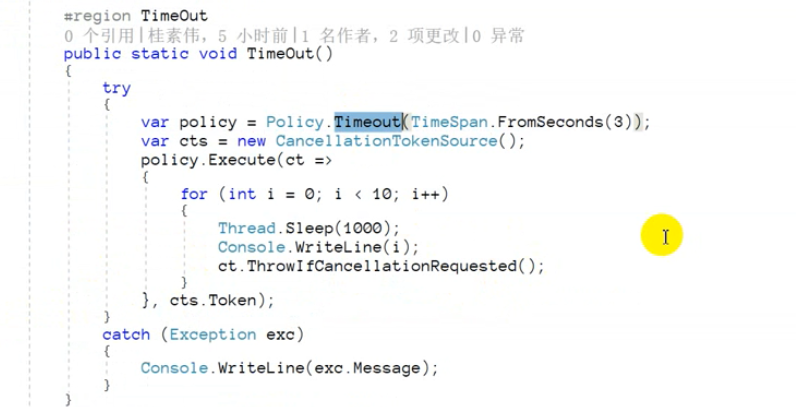 #region TimeOut
0 个引用|桂素伟，5 小时前|1 名作者，2 项更改|0 异常
public static void TimeOut()
{
try
{
var policy = Policy.Timeout(TimeSpan.FromSeconds(3));
var cts = new CancellationTokenSource();
policy.Execute(ct =>
{
for (int i = 0; i < 10; i++)
{
Thread.Sleep(1000);
Console.WriteLine(i);
ct.ThrowIfCancellationRequested();
}
}, cts.Token);
}
catch (Exception exc)
{
Console.WriteLine(exc.Message);
}
}